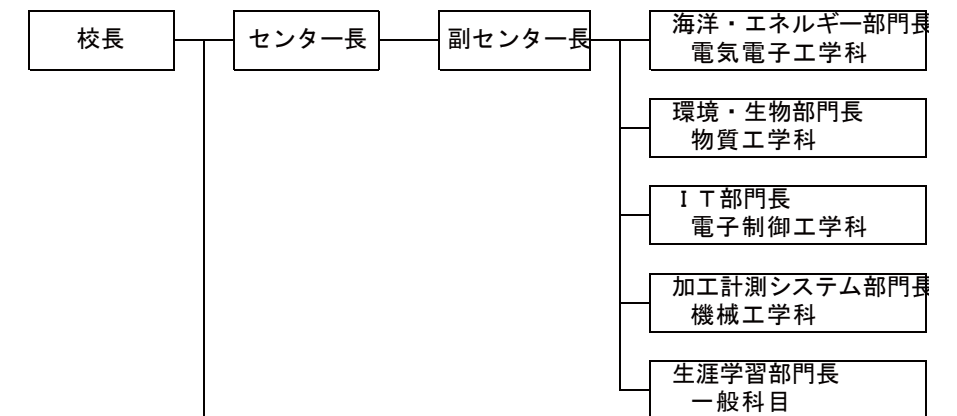 校長
センター長
副センター長
海洋・エネルギー部門長
電気電子工学科
環境・生物部門長
物質工学科
ＩＴ部門長
電子制御工学科
加工計測システム部門長
機械工学科
生涯学習部門長
一般科目